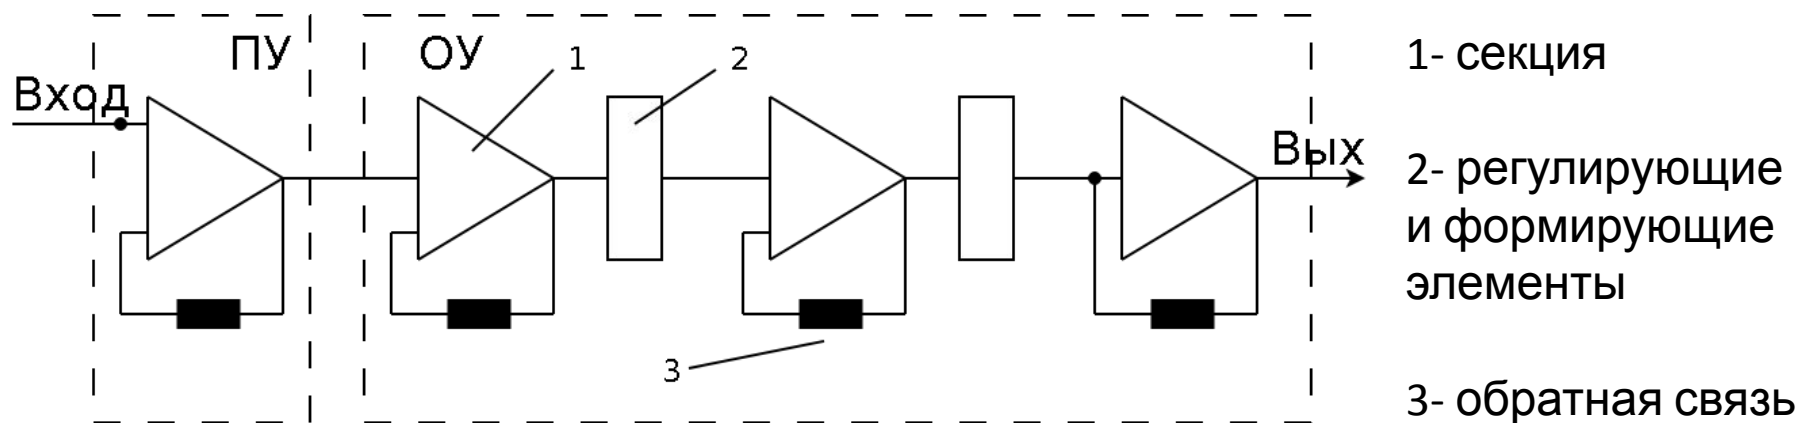 ПУ
ОУ
1
2
Вход
Вых
3
1- секция
2- регулирующие
и формирующие
элементы
3- обратная связь